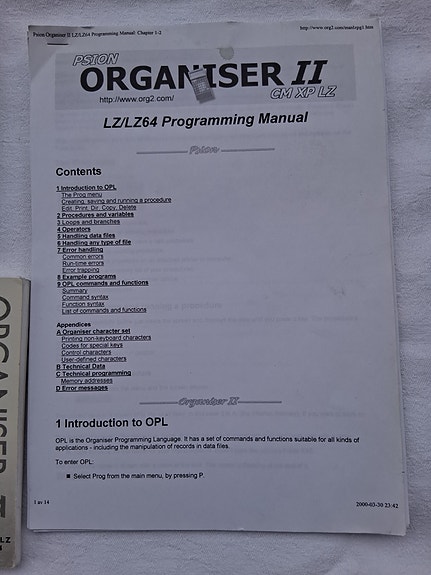 Psion Organiser II LZ/LZ64 Programming Manual: Chapter 1-2
http://www.org2.com/manlzpg1.htm
PSION
ORGANISER II
CM XP LZ
http://www.org2.com/
LZ/LZ64 Programming Manual
Psion
Contents
1 Introduction to OPL
The Prog menu
Creating, saving and running a procedure
Edit, Print, Dir, Copy, Delete
2 Procedures and variables
3 Loops and branches
4 Operators
5 Handling data files
6 Handling any type of file
7 Error handling
Common errors
Run-time errors
Error trapping
8 Example programs
9 OPL commands and functions
Summary
Command syntax
Function syntax
List of commands and functions
Appendices
A Organiser character set
Printing non-keyboard characters
Codes for special keys
Control characters
User-defined characters
B Technical Data
C Technical programming
Memory addresses
D Error messages
Organiser II
1 Introduction to OPL
OPL is the Organiser Programming Language. It has a set of commands and functions suitable for all kinds of
applications - including the manipulation of records in data files.
To enter OPL:
■ Select Prog from the main menu, by pressing P.
1 av 14
2000-03-30 23:42
ORGANISER II
LZ